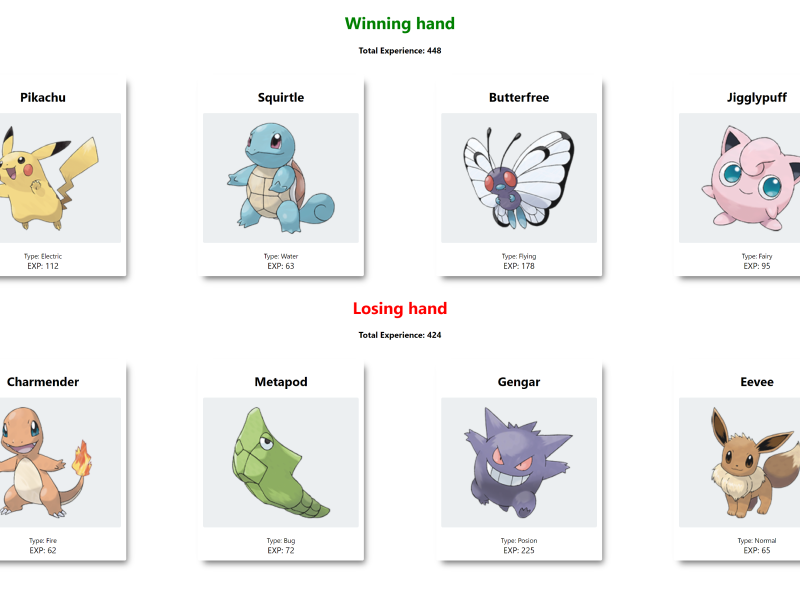 Winning hand
Total Experience: 448
Pikachu
Squirtle
Butterfree
Jigglypuff
Type: Electric
EXP: 112
Type: Water
EXP: 63
Type: Flying
EXP: 178
Type: Fairy
EXP: 95
Losing hand
Total Experience: 424
Charmender
Metapod
Gengar
Eevee
Type: Fire
EXP: 62
Type: Bug
EXP: 72
Type: Posion
EXP: 225
Type: Normal
EXP: 65